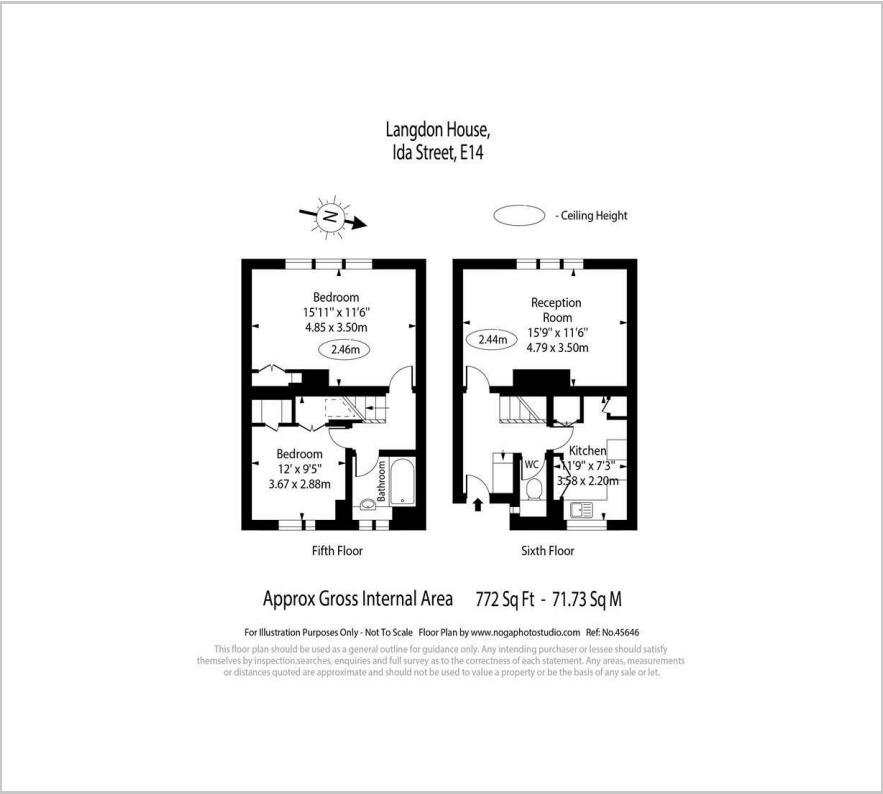 Langdon House,
Ida Street, E14
N
- Ceiling Height
Bedroom
15'11" x 11'6"
4.85 x 3.50m
2.46m
Reception
Room
15'9" x 11'6"
4.79 x 3.50m
2.44m
Bedroom
12' x 9'5"
3.67 x 2.88m
Bathroom
WC
Kitchen
11'9" x 7'3"
3.58 x 2.20m
Fifth Floor
Sixth Floor
Approx Gross Internal Area 772 Sq Ft - 71.73 Sq M
For Illustration Purposes Only - Not To Scale Floor Plan by www.nogaphotostudio.com Ref: No.45646
This floor plan should be used as a general outline for guidance only. Any intending purchaser or lessee should satisfy
themselves by inspection,searches, enquiries and full survey as to the correctness of each statement. Any areas, measurements
or distances quoted are approximate and should not be used to value a property or be the basis of any sale or let.